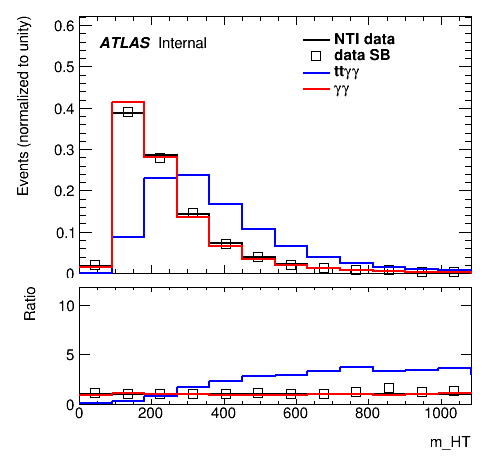 ATLAS Internal
NTI data
data SB
ttγγ
γγ
Events (normalized to unity)
0.6
0.5
0.4
0.3
0.2
0.1
0
Ratio
10
5
0
0 200 400 600 800 1000
m_HT